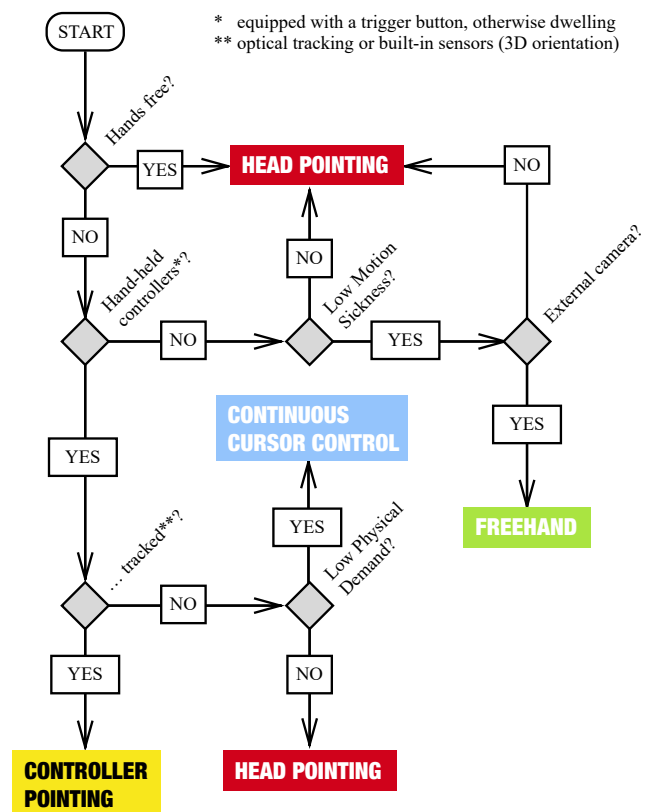 START
* equipped with a trigger button, otherwise dwelling
** optical tracking or built-in sensors (3D orientation)
Hands free?
YES
HEAD POINTING
NO
NO
NO
Hand-held
controllers*?
Low Motion
Sickness?
External camera?
NO
YES
CONTINUOUS
CURSOR CONTROL
YES
YES
YES
FREEHAND
... tracked**?
Low Physical
Demand?
NO
YES
NO
CONTROLLER
POINTING
HEAD POINTING